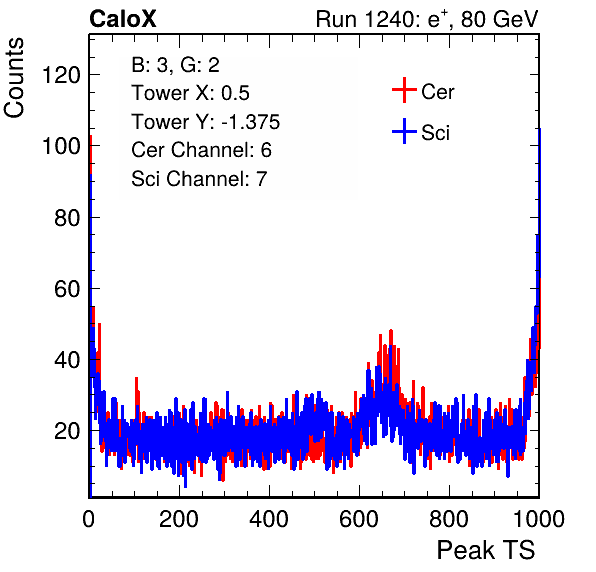 CaloX Run 1240: e⁺, 80 GeV
Counts
B: 3, G: 2
Tower X: 0.5
Tower Y: -1.375
Cer Channel: 6
Sci Channel: 7
Cer
Sci
120
100
80
60
40
20
0 200 400 600 800 1000
Peak TS